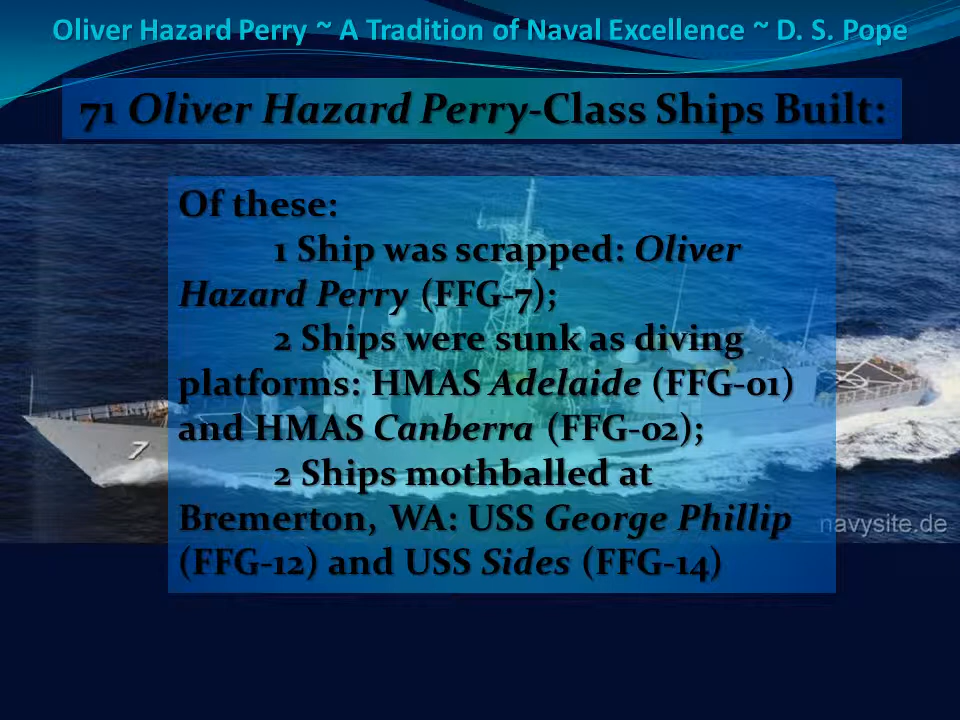 Oliver Hazard Perry ~ A Tradition of Naval Excellence ~ D. S. Pope
71 Oliver Hazard Perry-Class Ships Built:
Of these:
1 Ship was scrapped: Oliver
Hazard Perry (FFG-7);
2 Ships were sunk as diving
platforms: HMAS Adelaide (FFG-01)
and HMAS Canberra (FFG-02);
2 Ships mothballed at
Bremerton, WA: USS George Phillip
(FFG-12) and USS Sides (FFG-14)
7
navysite.de